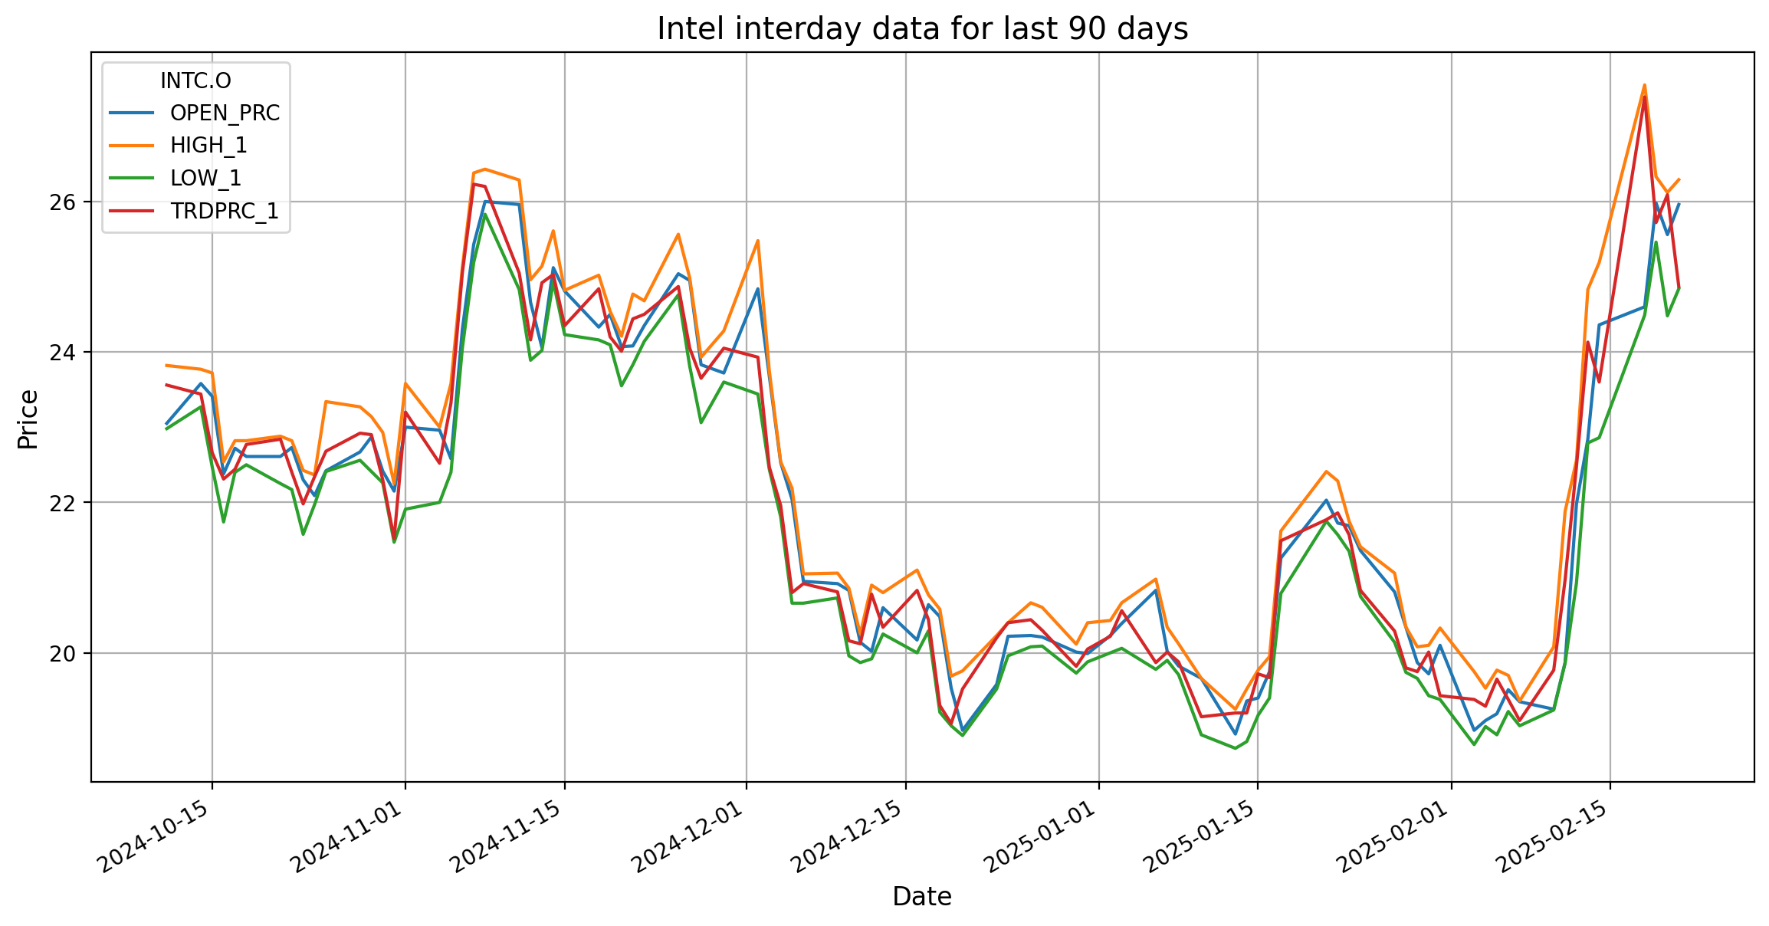 Intel interday data for last 90 days
INTC.O
OPEN_PRC
HIGH_1
LOW_1
TRDPRC_1
Price
26
24
22
20
2024-10-15
2024-11-01
2024-11-15
2024-12-01
2024-12-15
2025-01-01
2025-01-15
2025-02-01
2025-02-15
Date